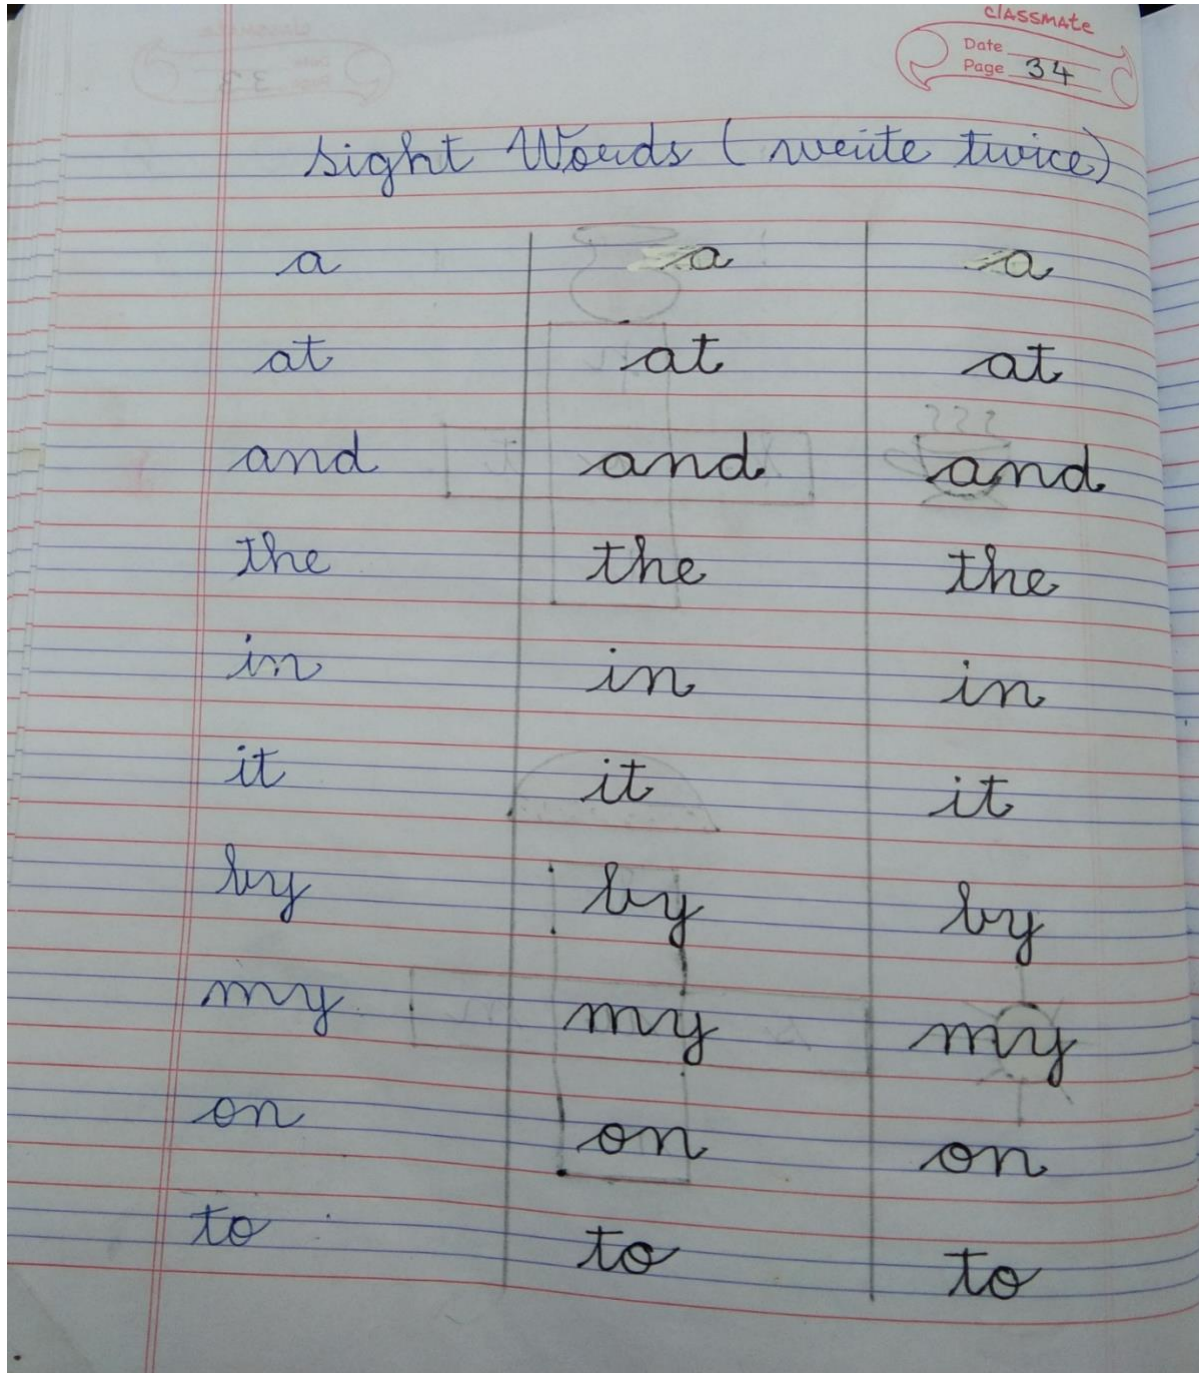 classmate
Date
Page 34
Sight Words (write twice)
a a a
at at at
and and and
the the the
in in in
it it it
by by by
my my my
on on on
to to to